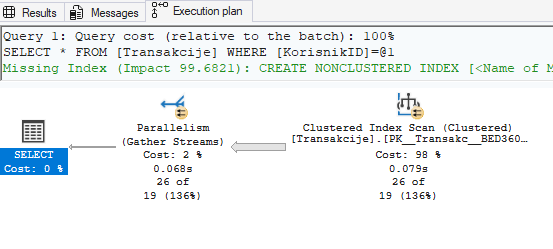 Results Messages Execution plan
Query 1: Query cost (relative to the batch): 100%
SELECT * FROM [Transakcije] WHERE [KorisnikID]=@1
Missing Index (Impact 99.6821): CREATE NONCLUSTERED INDEX [<Name of M
SELECT
Cost: 0 %
Parallelism
(Gather Streams)
Cost: 2 %
0.068s
26 of
19 (136%)
Clustered Index Scan (Clustered)
[Transakcije].[PK__Transakc__BED360…
Cost: 98 %
0.079s
26 of
19 (136%)